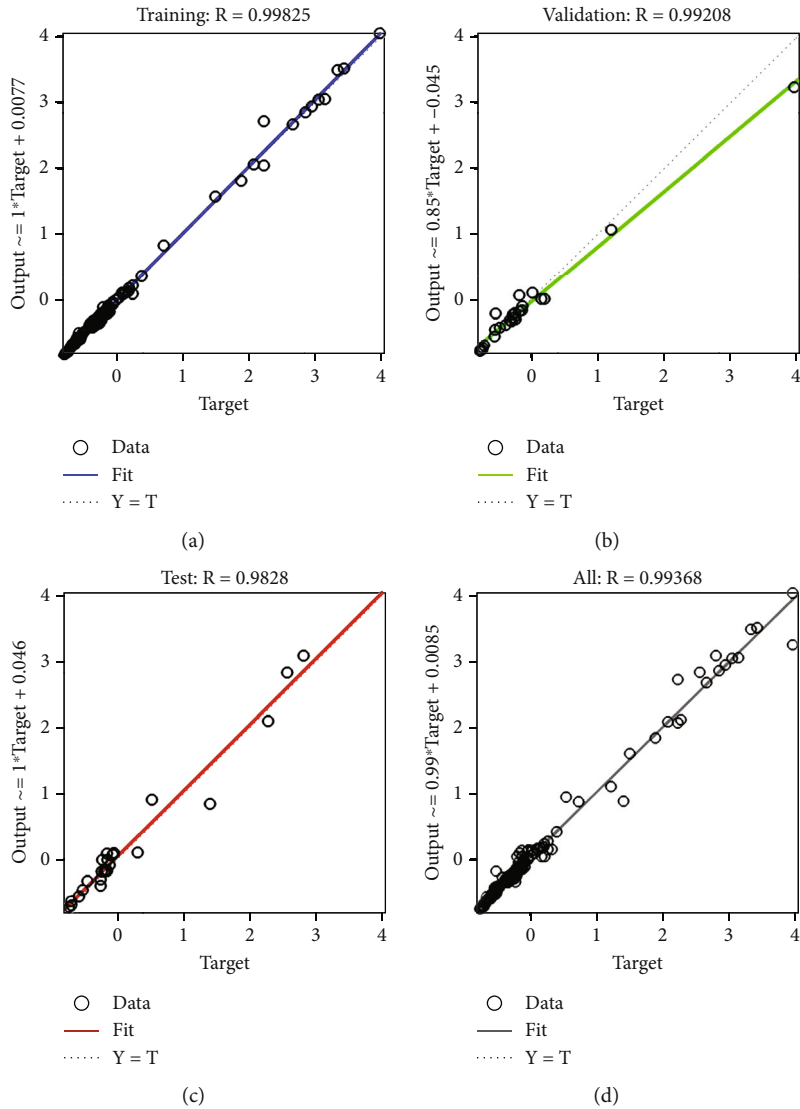 Training: R = 0.99825
Output ~= 1*Target + 0.0077
4
3
2
1
0
0
1
2
3
4
Target
Data
Fit
Y = T
(a)
Validation: R = 0.99208
Output ~= 0.85*Target + −0.045
4
3
2
1
0
0
1
2
3
4
Target
Data
Fit
Y = T
(b)
Test: R = 0.9828
Output ~= 1*Target + 0.046
4
3
2
1
0
0
1
2
3
4
Target
Data
Fit
Y = T
(c)
All: R = 0.99368
Output ~= 0.99*Target + 0.0085
4
3
2
1
0
0
1
2
3
4
Target
Data
Fit
Y = T
(d)